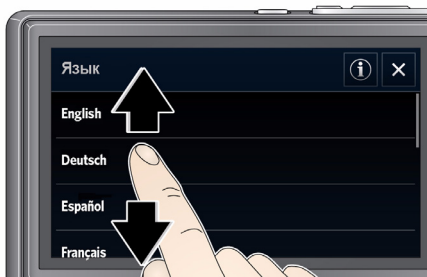 Язык
English
Deutsch
Español
Français